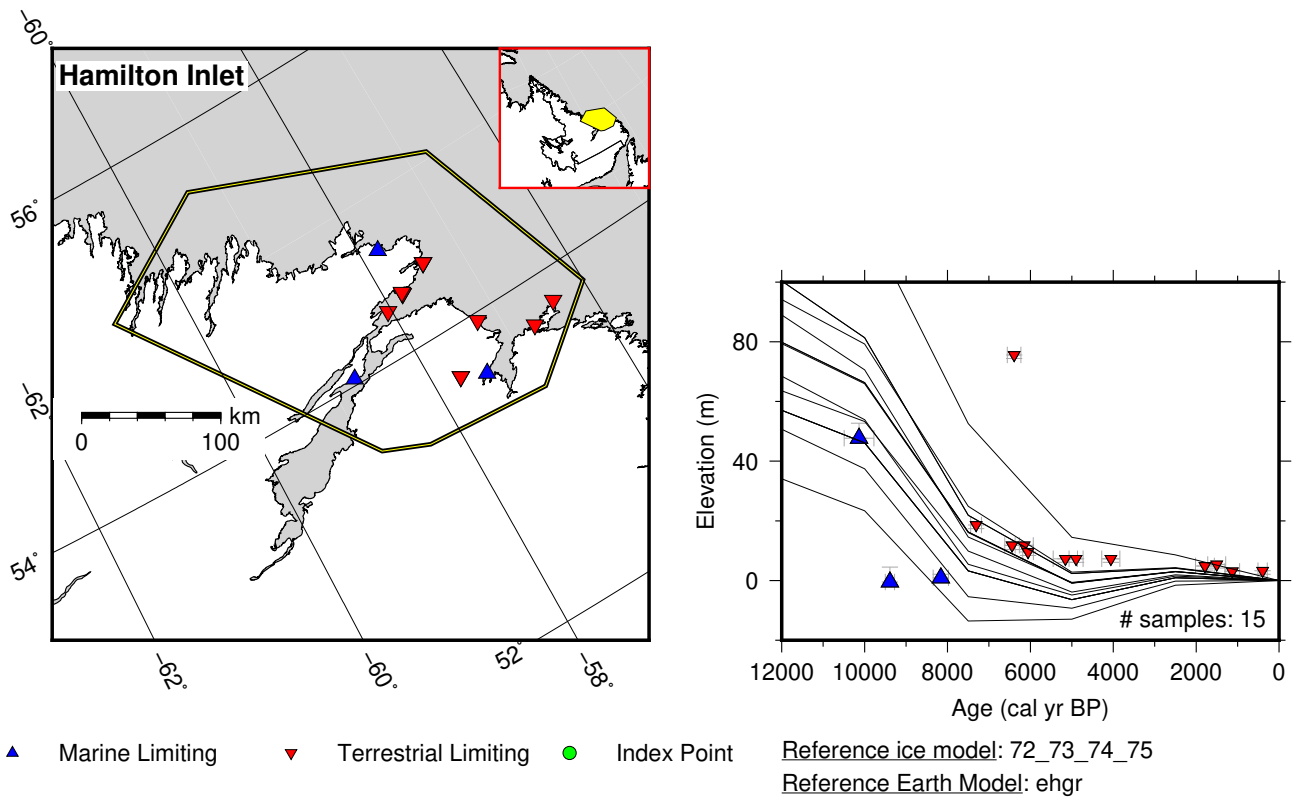 Hamilton Inlet
−60˚
56˚
−62
54˚
−62˚
−60˚
52˚
−58˚
km
0 100
Elevation (m)
80
40
0
# samples: 15
12000 10000 8000 6000 4000 2000 0
Age (cal yr BP)
Marine Limiting Terrestrial Limiting Index Point
Reference ice model: 72_73_74_75
Reference Earth Model: ehgr